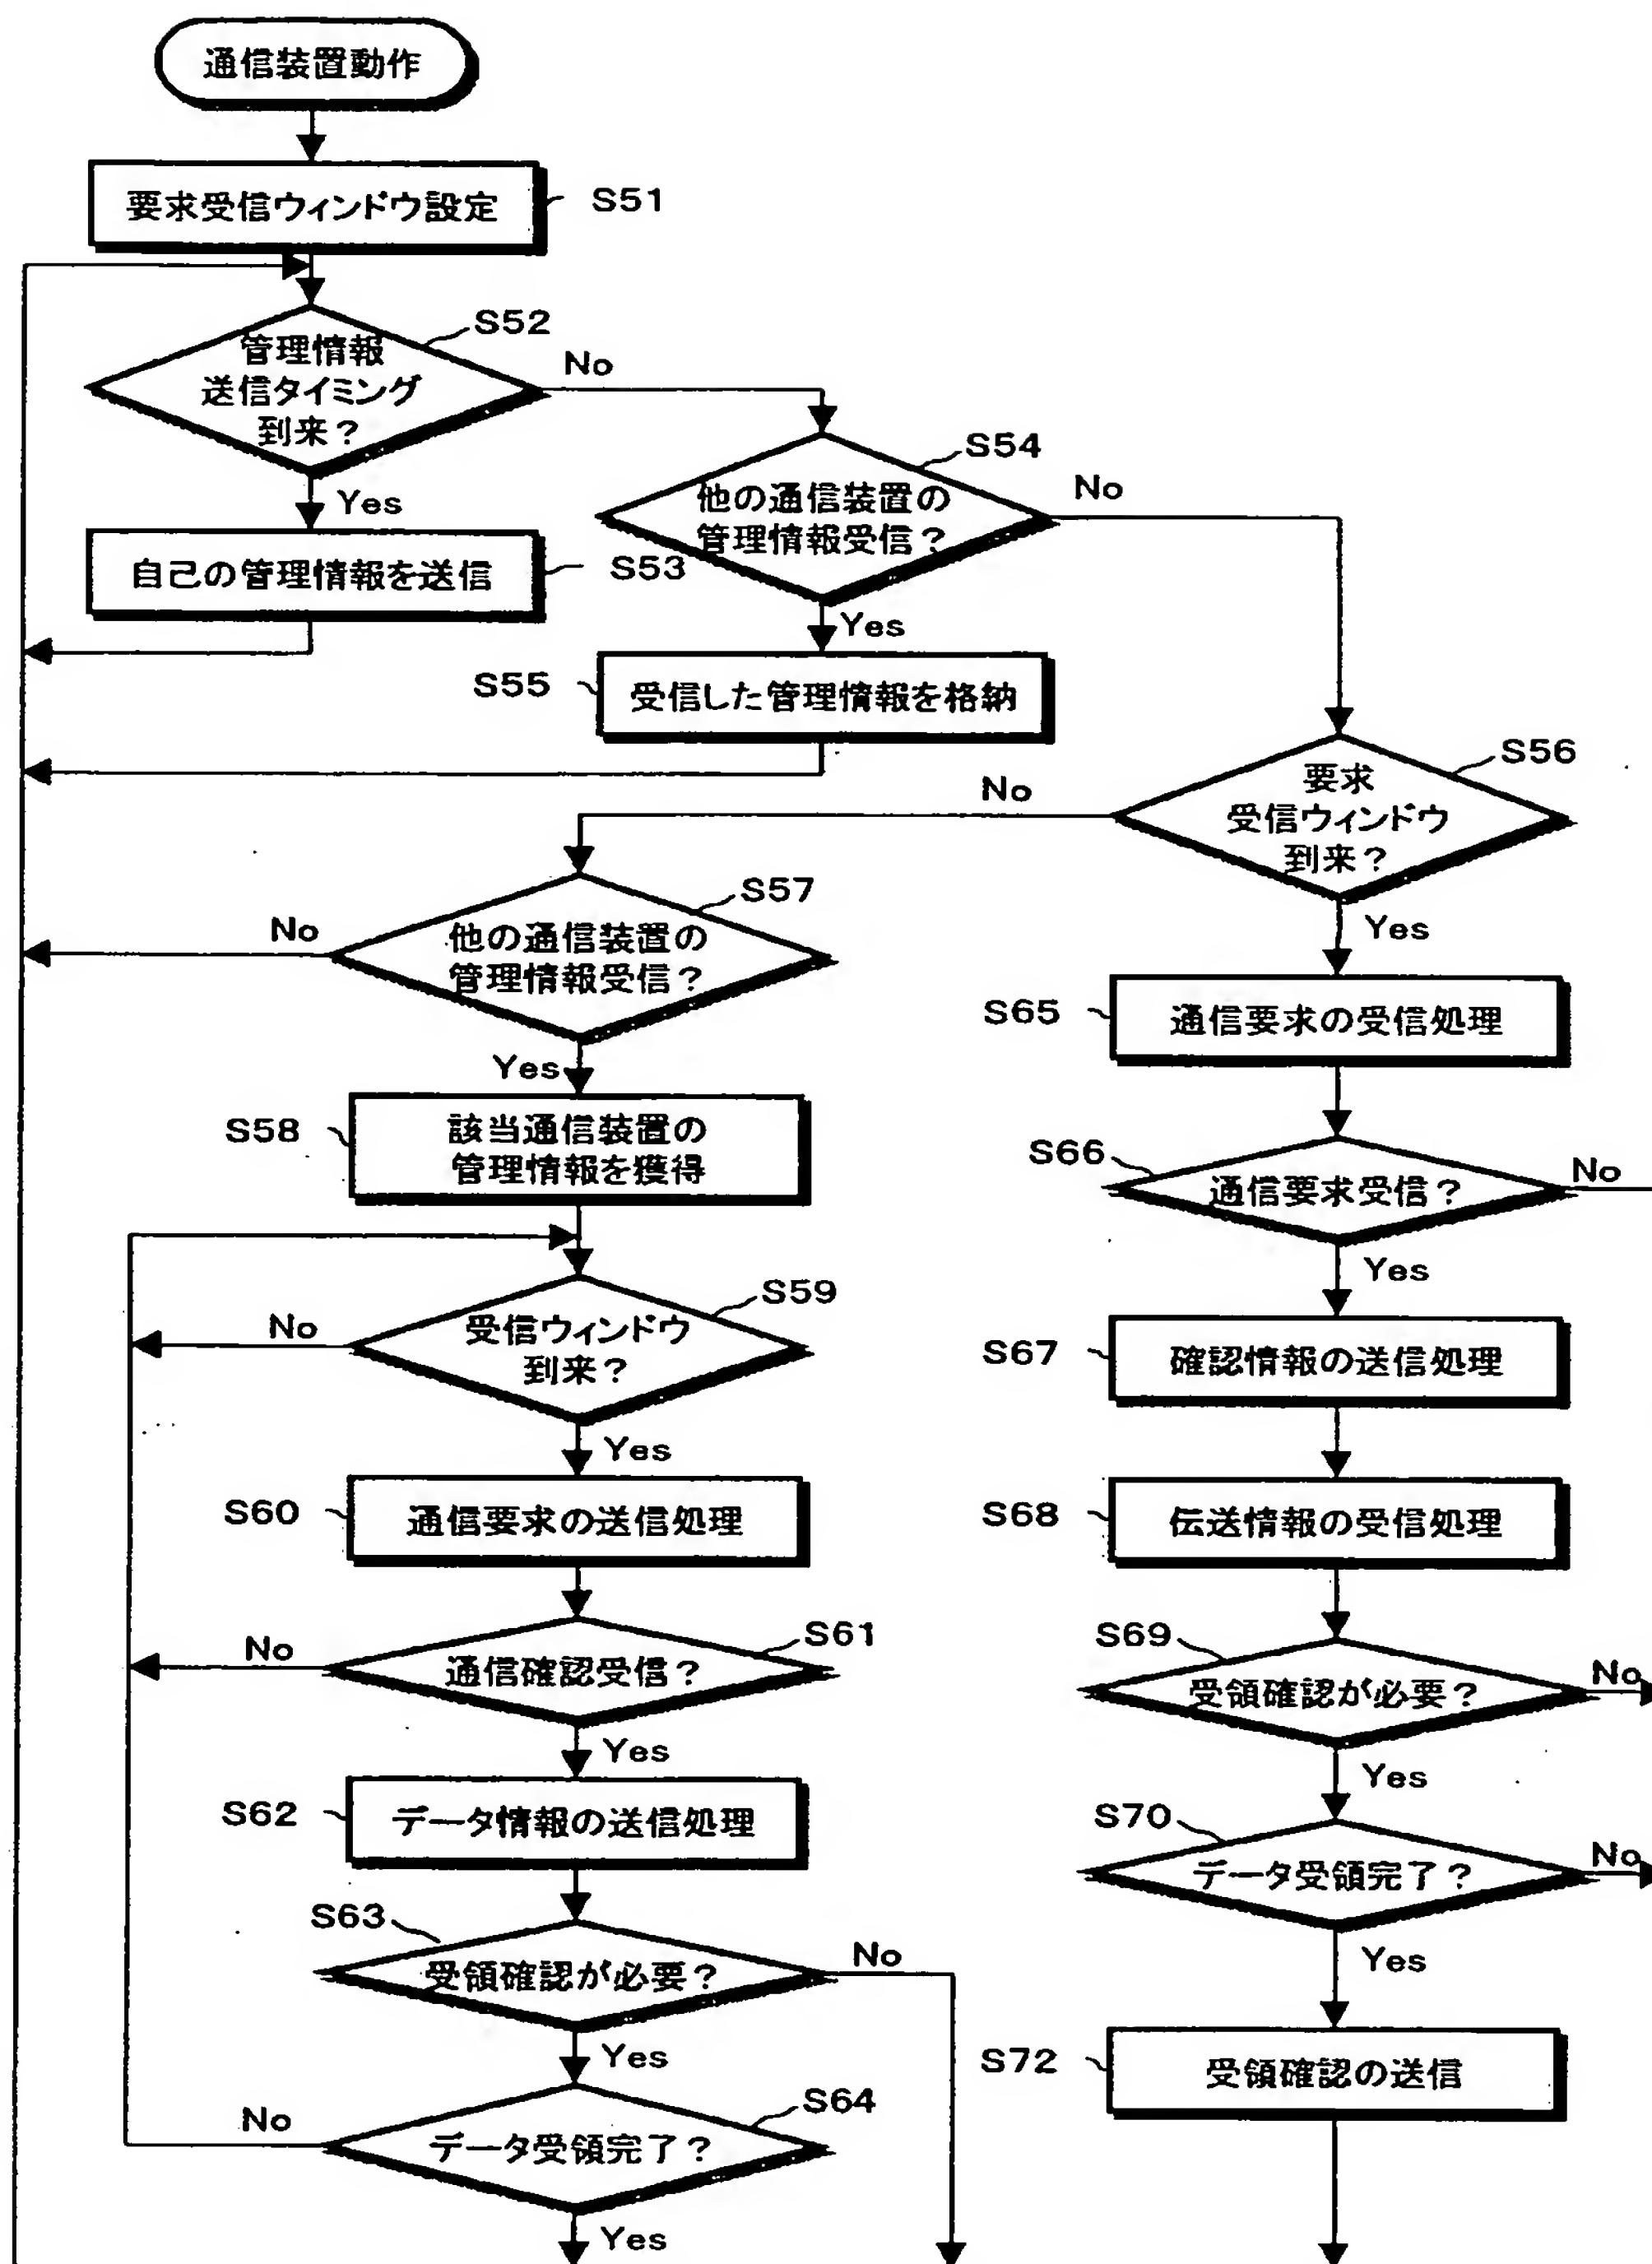 通信装置動作
要求受信ウィンドウ設定
S51
S52
管理情報
送信タイミング
到来？
No
Yes
自己の管理情報を送信
S53
S54
他の通信装置の
管理情報受信？
No
Yes
S55
受信した管理情報を格納
S56
要求
受信ウィンドウ
到来？
No
Yes
S57
他の通信装置の
管理情報受信？
No
Yes
S58
該当通信装置の
管理情報を獲得
S59
受信ウィンドウ
到来？
No
Yes
S60
通信要求の送信処理
S61
通信確認受信？
No
Yes
S62
データ情報の送信処理
S63
受領確認が必要？
No
Yes
S64
データ受領完了？
No
Yes
S65
通信要求の受信処理
S66
通信要求受信？
No
Yes
S67
確認情報の送信処理
S68
伝送情報の受信処理
S69
受領確認が必要？
No
Yes
S70
データ受領完了？
No
Yes
S72
受領確認の送信